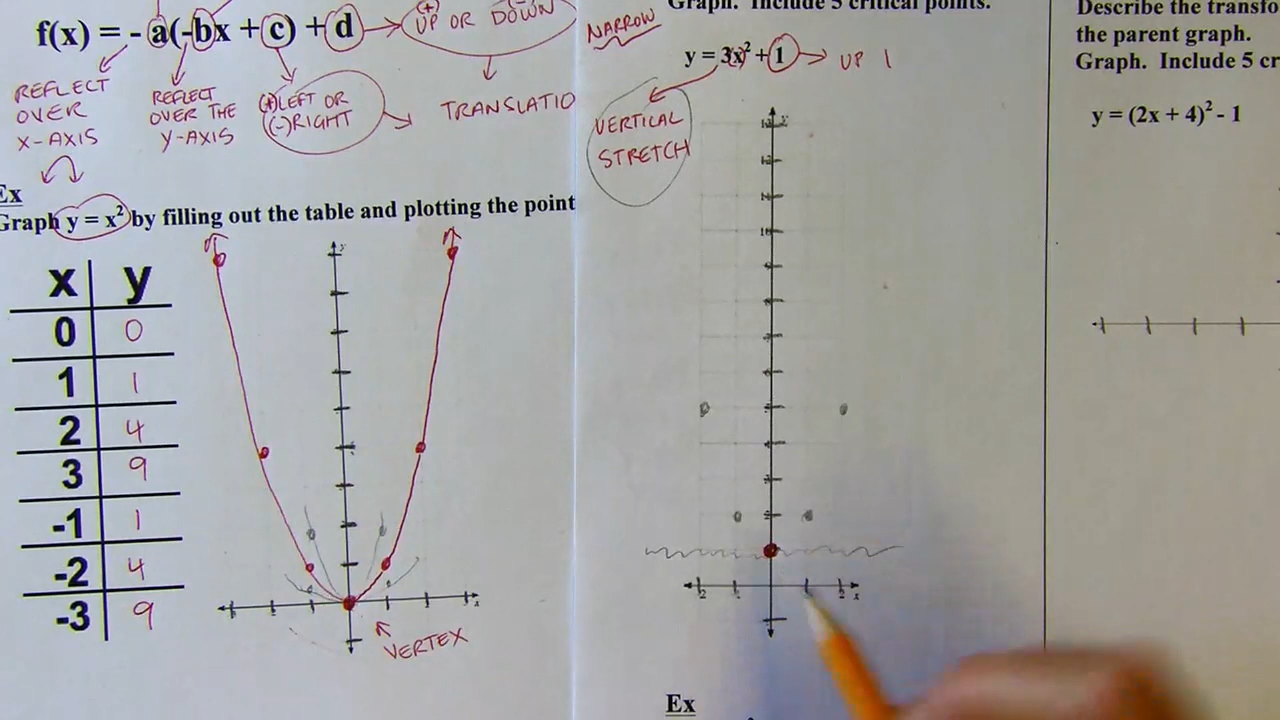 f(x) = - a(-bx + c) + d
(+)
UP OR DOWN
REFLECT
OVER
X-AXIS
REFLECT
OVER THE
Y-AXIS
(+)LEFT OR
(-)RIGHT
TRANSLATIO
Ex
Graph y = x² by filling out the table and plotting the point
x y
0 0
1 1
2 4
3 9
-1 1
-2 4
-3 9
VERTEX
NARROW
Graph. Include 5 critical points.
y = 3x² + 1
UP 1
VERTICAL
STRETCH
Ex
Describe the transfo
the parent graph.
Graph. Include 5 cr
y = (2x + 4)² - 1